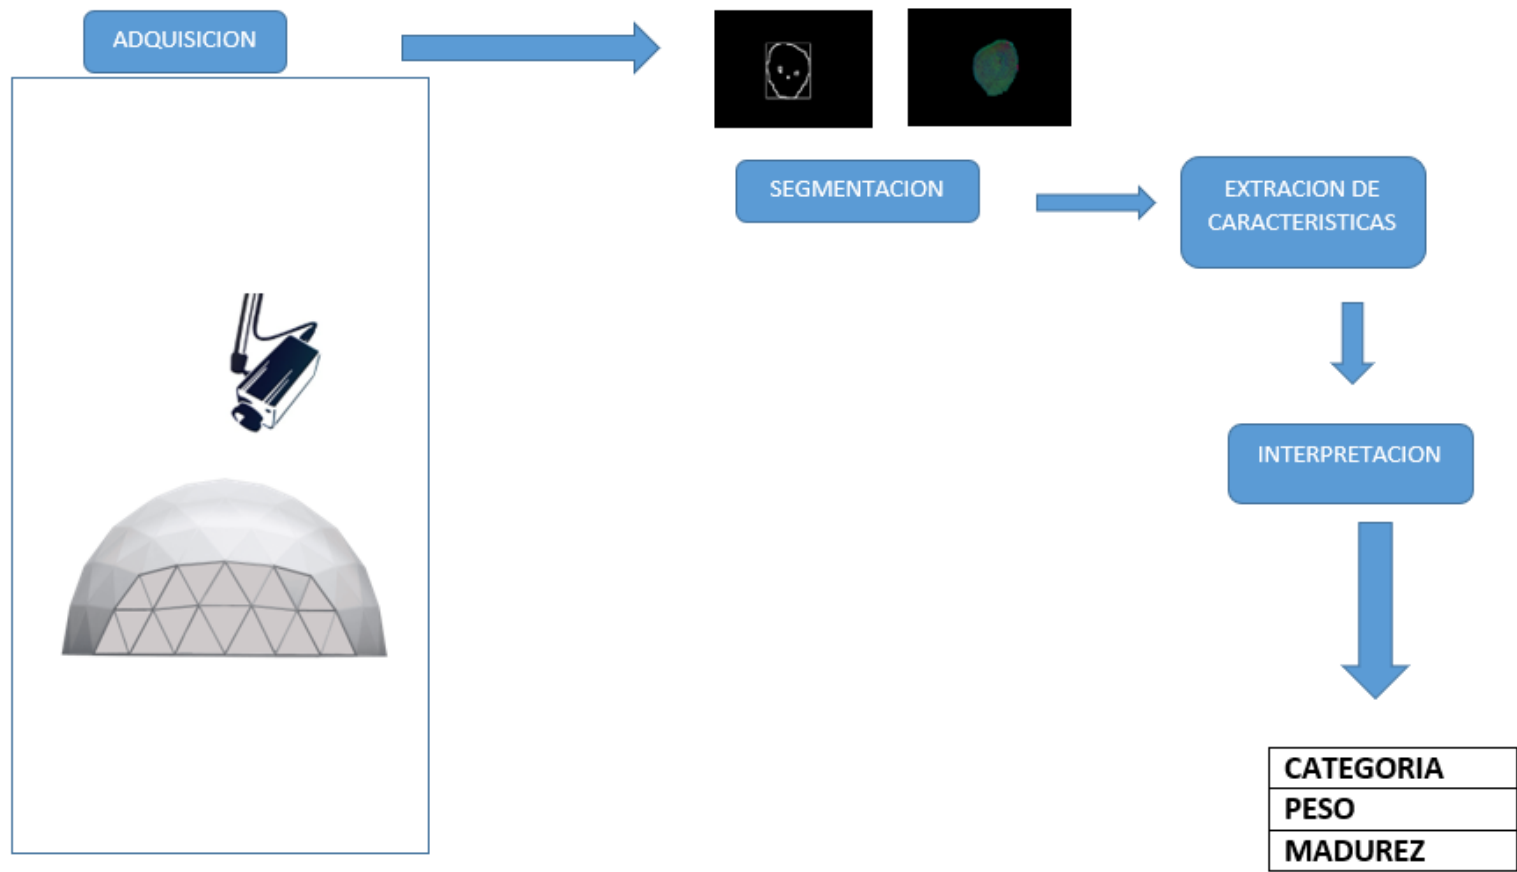 ADQUISICION
SEGMENTACION
EXTRACION DE
CARACTERISTICAS
INTERPRETACION
CATEGORIA
PESO
MADUREZ